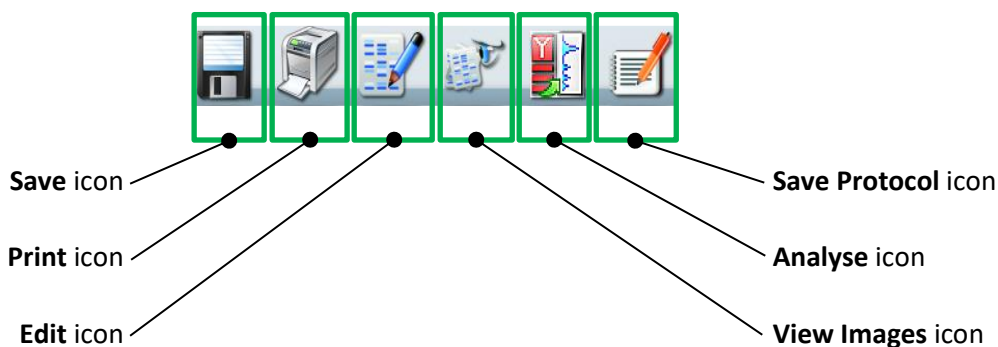 Save icon
Print icon
Edit icon
Save Protocol icon
Analyse icon
View Images icon